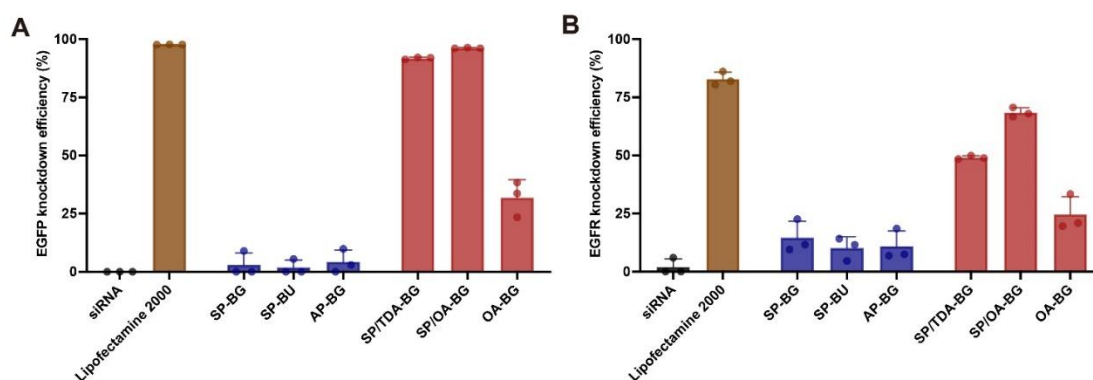 A
EGFP knockdown efficiency (%)
100
75
50
25
0
siRNA
Lipofectamine 2000
SP-BG
SP-BU
AP-BG
SP/TDA-BG
SP/OA-BG
OA-BG
B
EGFR knockdown efficiency (%)
100
75
50
25
0
siRNA
Lipofectamine 2000
SP-BG
SP-BU
AP-BG
SP/TDA-BG
SP/OA-BG
OA-BG